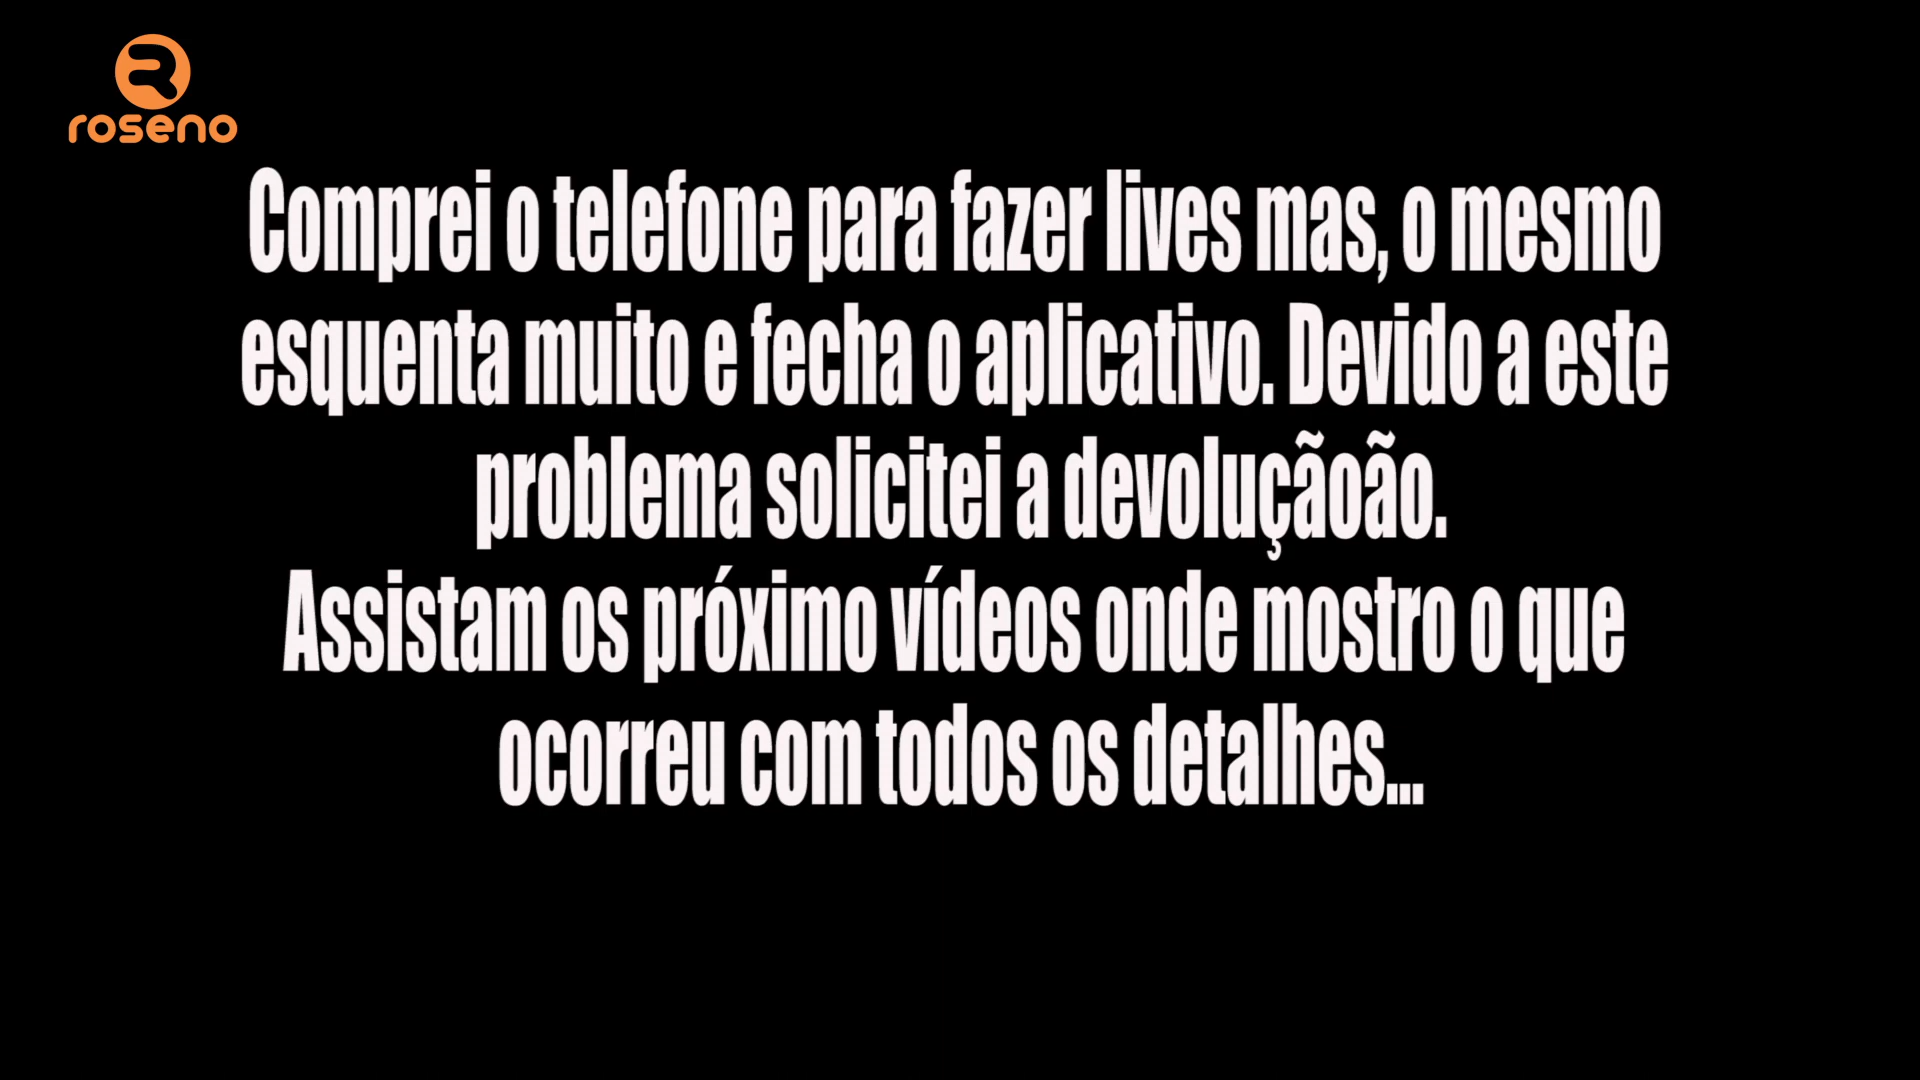 roseno
Comprei o telefone para fazer lives mas, o mesmo
esquenta muito e fecha o aplicativo. Devido a este
problema solicitei a devoluçãoão.
Assistam os próximo vídeos onde mostro o que
ocorreu com todos os detalhes...